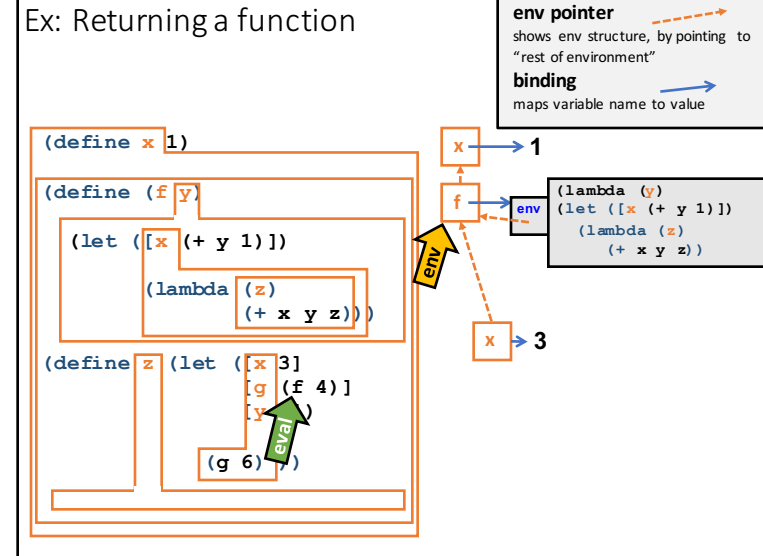 Ex: Returning a function
env pointer
shows env structure, by pointing to
“rest of environment”
binding
maps variable name to value
(define x 1)
(define (f y)
(let ([x (+ y 1)])
(lambda (z)
(+ x y z)))
(define z (let ([x 3]
[g (f 4)]
[y )
(g 6) ))
x
1
f
env
(lambda (y)
(let ([x (+ y 1)])
(lambda (z)
(+ x y z))
env
x
3
eval